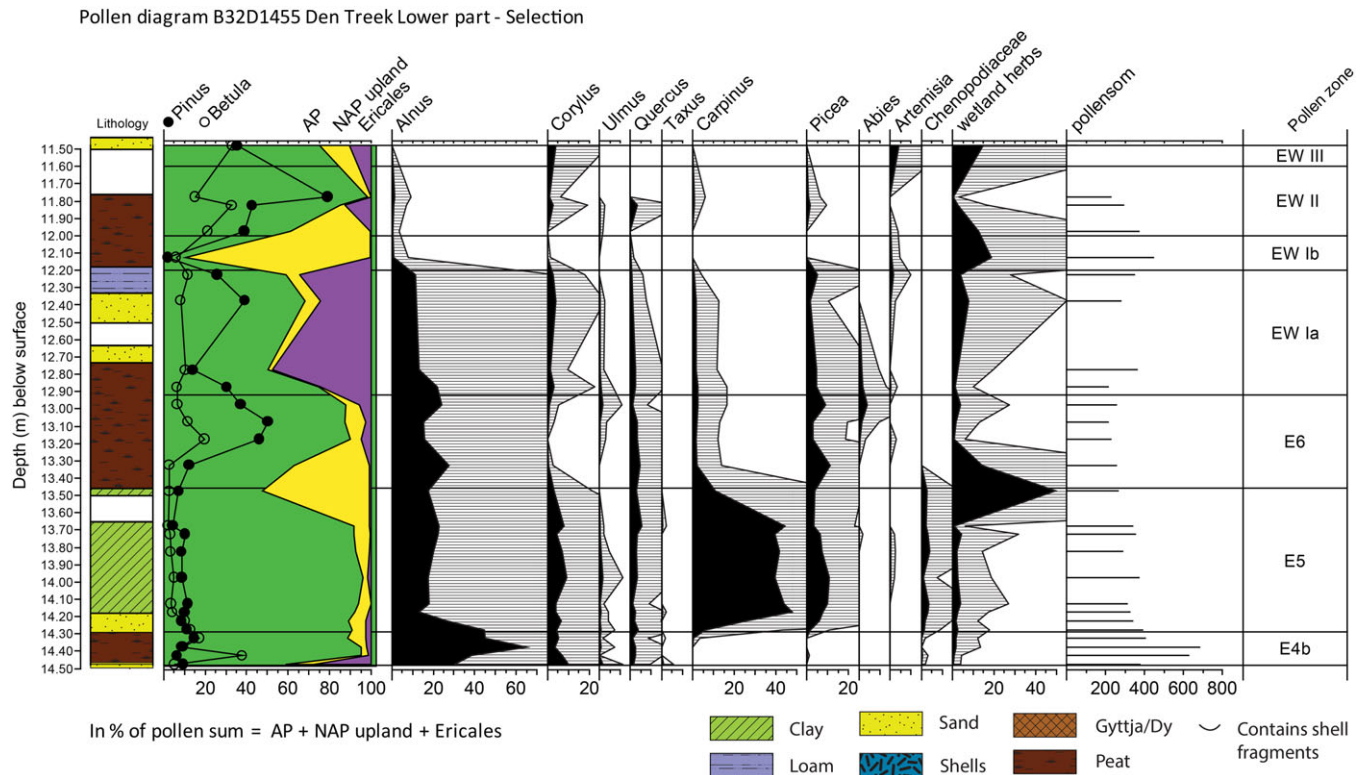 Pollen diagram B32D1455 Den Treek Lower part - Selection
Lithology
Pinus
Betula
AP
NAP upland
Ericales
Alnus
Corylus
Ulmus
Quercus
Taxus
Carpinus
Picea
Abies
Artemisia
Chenopodiaceae
wetland herbs
pollensom
Pollen zone
Depth (m) below surface
11.50
11.60
11.70
11.80
11.90
12.00
12.10
12.20
12.30
12.40
12.50
12.60
12.70
12.80
12.90
13.00
13.10
13.20
13.30
13.40
13.50
13.60
13.70
13.80
13.90
14.00
14.10
14.20
14.30
14.40
14.50
EW III
EW II
EW Ib
EW Ia
E6
E5
E4b
20 40 60 80 100 20 40 60 20 20 40 20 20 40 200 400 600 800
In % of pollen sum = AP + NAP upland + Ericales
Clay
Loam
Sand
Shells
Gyttja/Dy
Peat
Contains shell
fragments